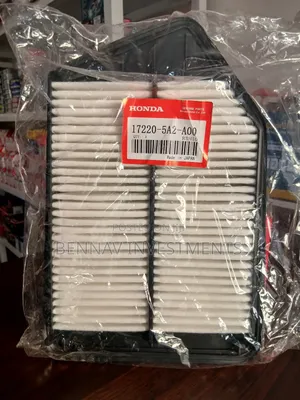 HONDA
17220-5A2-A00
Made in JAPAN
BENNAV INVESTMENTS